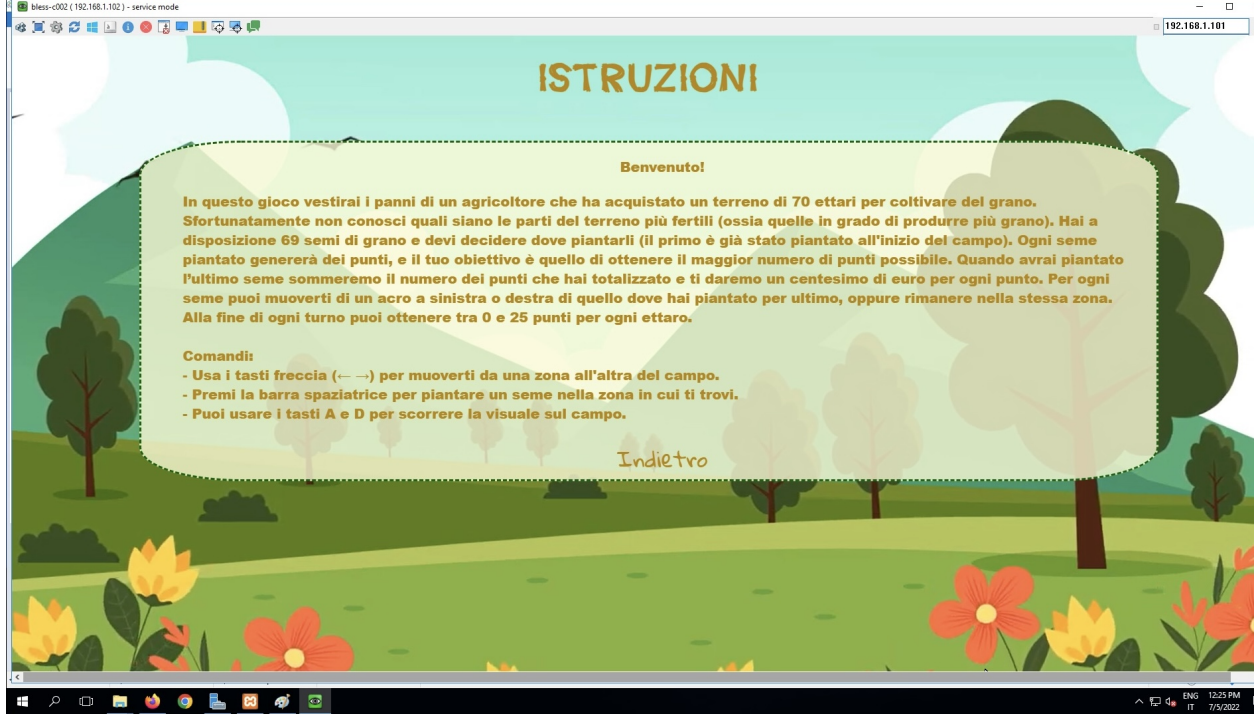 bless-c002 ( 192.168.1.102 ) - service mode
192.168.1.101
ISTRUZIONI
Benvenuto!
In questo gioco vestirai i panni di un agricoltore che ha acquistato un terreno di 70 ettari per coltivare del grano.
Sfortunatamente non conosci quali siano le parti del terreno più fertili (ossia quelle in grado di produrre più grano). Hai a
disposizione 69 semi di grano e devi decidere dove piantarli (il primo è già stato piantato all'inizio del campo). Ogni seme
piantato genererà dei punti, e il tuo obiettivo è quello di ottenere il maggior numero di punti possibile. Quando avrai piantato
l'ultimo seme sommeremo il numero dei punti che hai totalizzato e ti daremo un centesimo di euro per ogni punto. Per ogni
seme puoi muoverti di un acro a sinistra o destra di quello dove hai piantato per ultimo, oppure rimanere nella stessa zona.
Alla fine di ogni turno puoi ottenere tra 0 e 25 punti per ogni ettaro.
Comandi:
- Usa i tasti freccia (← →) per muoverti da una zona all'altra del campo.
- Premi la barra spaziatrice per piantare un seme nella zona in cui ti trovi.
- Puoi usare i tasti A e D per scorrere la visuale sul campo.
Indietro
ENG 12:25 PM
IT 7/5/2022